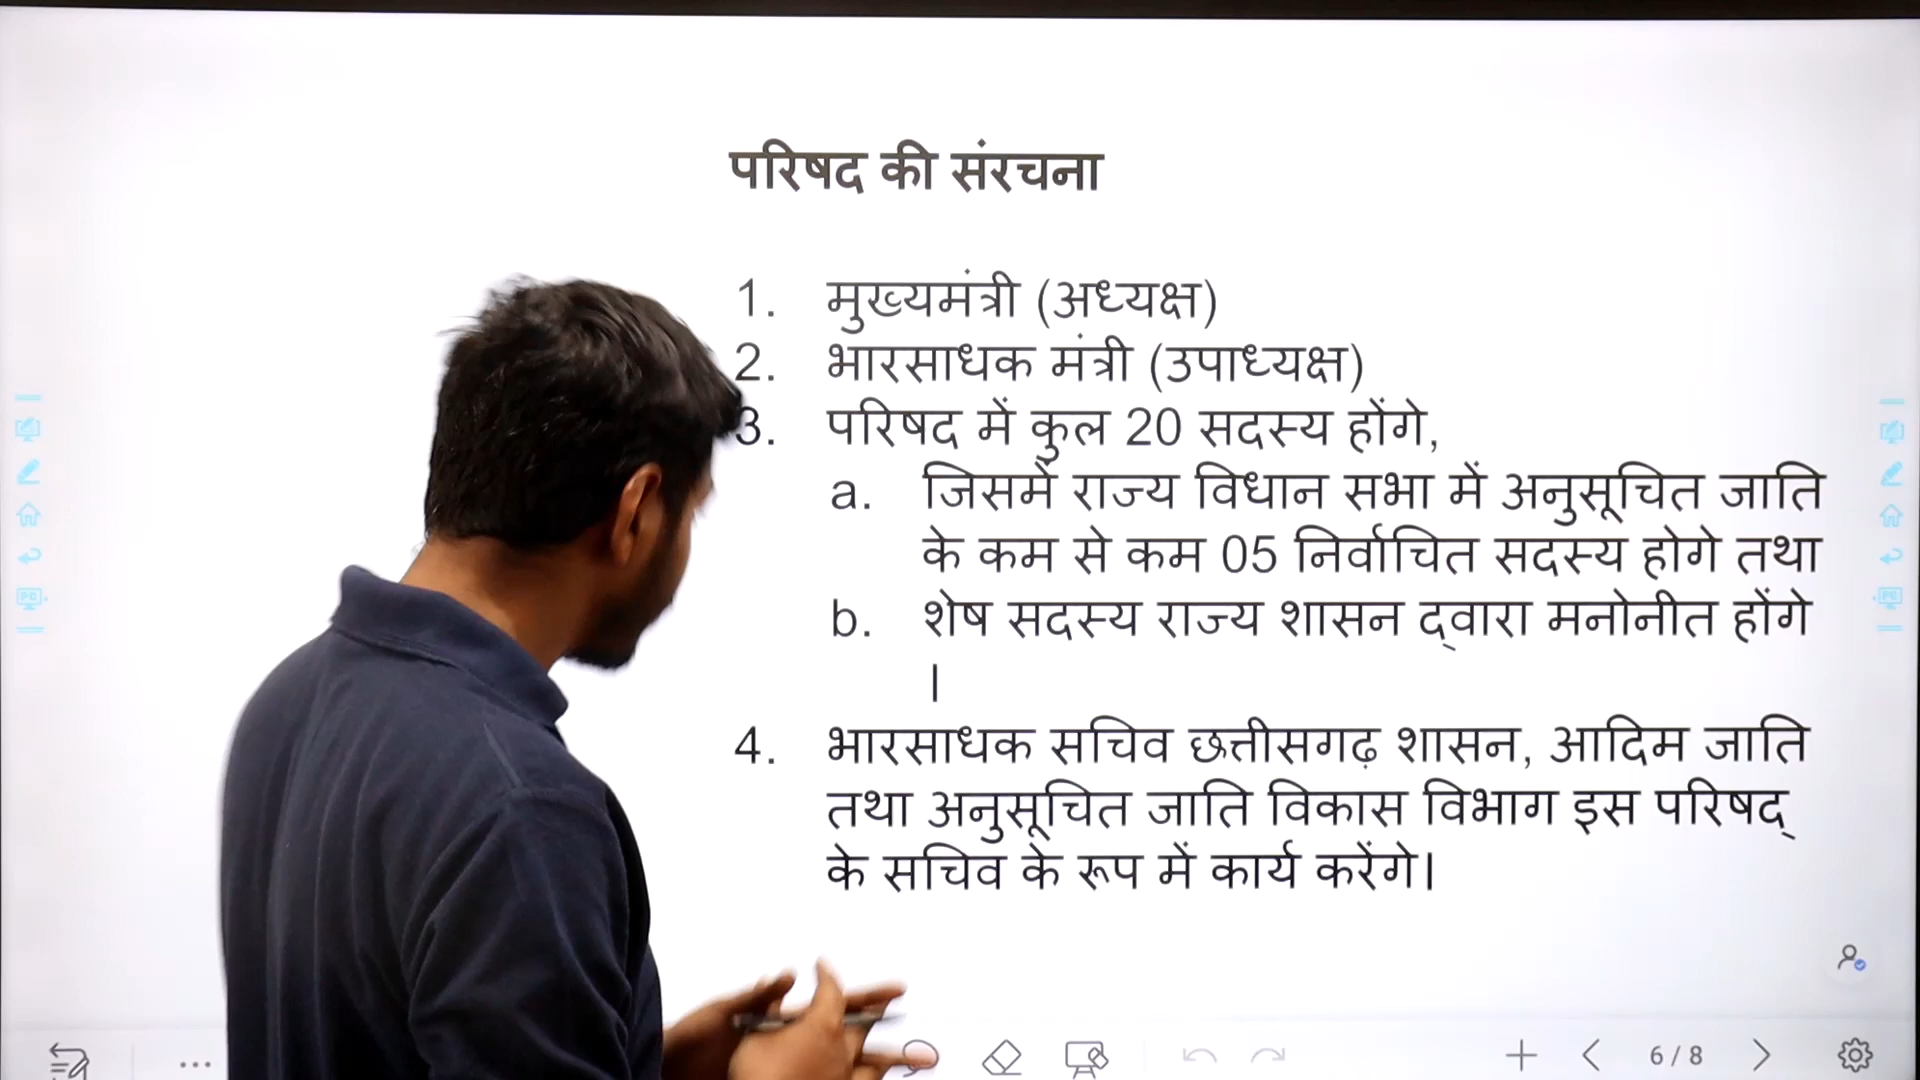 परिषद की संरचना
1. मुख्यमंत्री (अध्यक्ष)
2. भारसाधक मंत्री (उपाध्यक्ष)
3. परिषद में कुल 20 सदस्य होंगे,
a. जिसमें राज्य विधान सभा में अनुसूचित जाति
के कम से कम 05 निर्वाचित सदस्य होगे तथा
b. शेष सदस्य राज्य शासन द्वारा मनोनीत होंगे
।
4. भारसाधक सचिव छत्तीसगढ़ शासन, आदिम जाति
तथा अनुसूचित जाति विकास विभाग इस परिषद्
के सचिव के रूप में कार्य करेंगे।
6 / 8